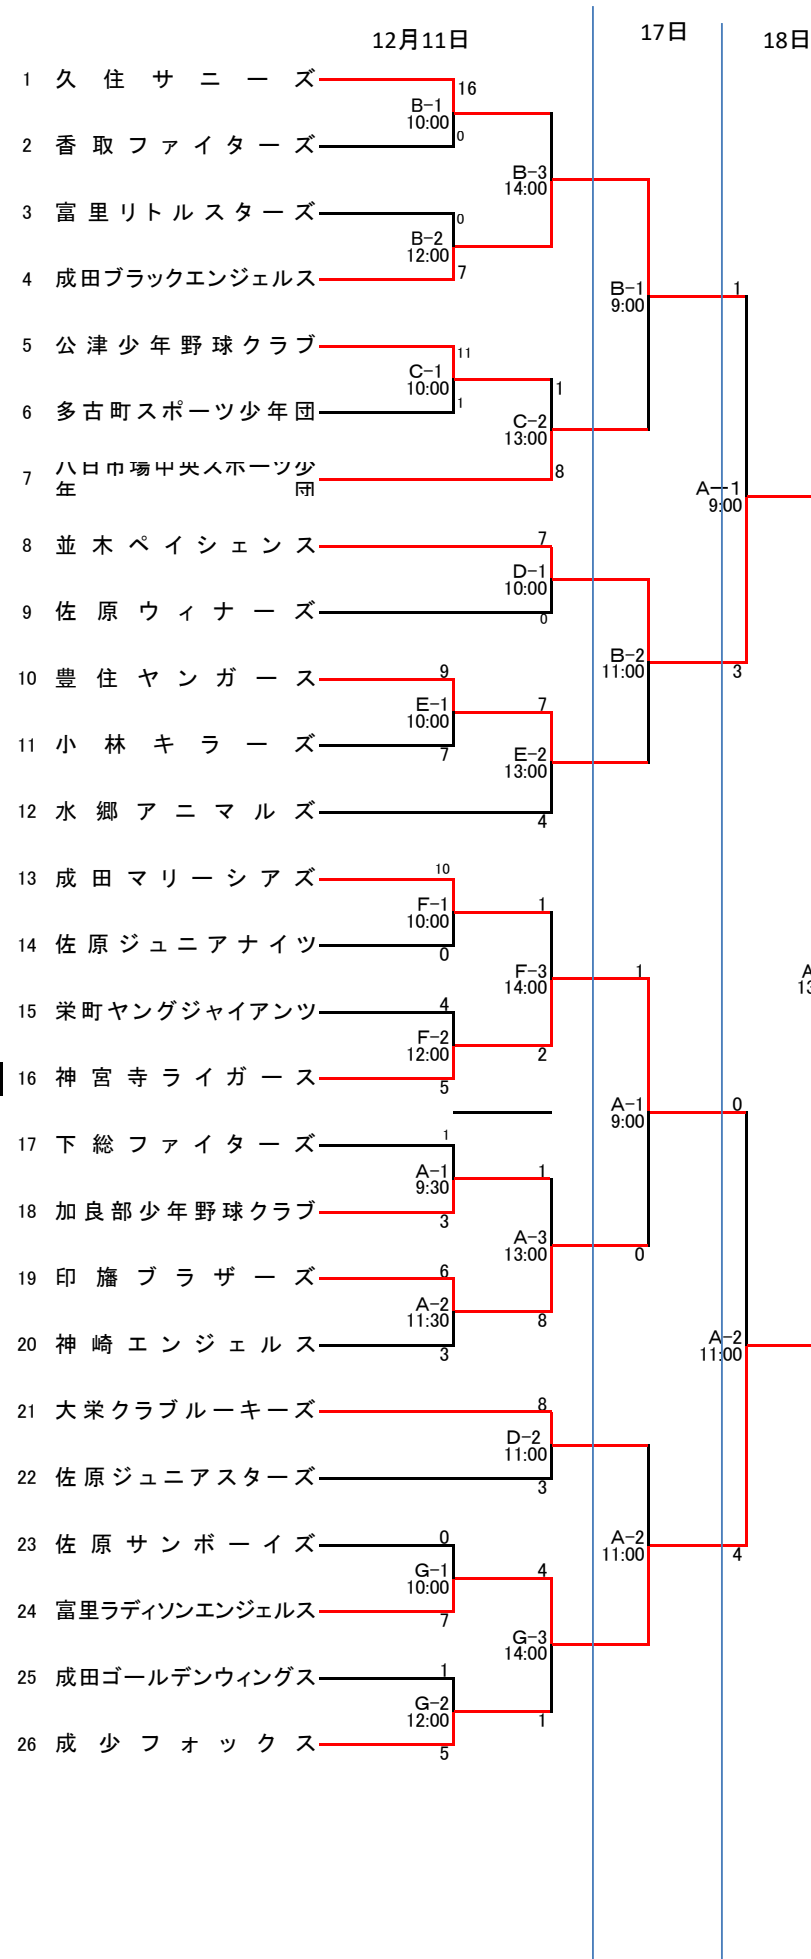 12月11日
17日
18日
1 久住サニーズ
16
B-1
10:00
0
2 香取ファイターズ
B-3
14:00
3 富里リトルスターズ
0
B-2
12:00
7
4 成田ブラックエンジェルス
B-1
9:00
1
5 公津少年野球クラブ
11
C-1
10:00
1
6 多古町スポーツ少年団
1
C-2
13:00
8
7 八日市場中央スポーツ少
年団
A-1
9:00
8 並木ペイシェンス
7
D-1
10:00
0
9 佐原ウィナーズ
B-2
11:00
3
10 豊住ヤンガース
9
E-1
10:00
7
11 小林キラーズ
7
E-2
13:00
4
12 水郷アニマルズ
13 成田マリーシアズ
10
F-1
10:00
0
14 佐原ジュニアナイツ
1
F-3
14:00
2
1
A
13
15 栄町ヤングジャイアンツ
4
F-2
12:00
5
16 神宮寺ライガース
A-1
9:00
0
17 下総ファイターズ
1
A-1
9:30
3
18 加良部少年野球クラブ
1
A-3
13:00
8
0
19 印旛ブラザーズ
6
A-2
11:30
3
20 神崎エンジェルス
A-2
11:00
21 大栄クラブルーキーズ
8
D-2
11:00
3
22 佐原ジュニアスターズ
A-2
11:00
4
23 佐原サンボーイズ
0
G-1
10:00
7
24 富里ラディソンエンジェルス
4
G-3
14:00
1
25 成田ゴールデンウィングス
1
G-2
12:00
5
26 成少フォックス